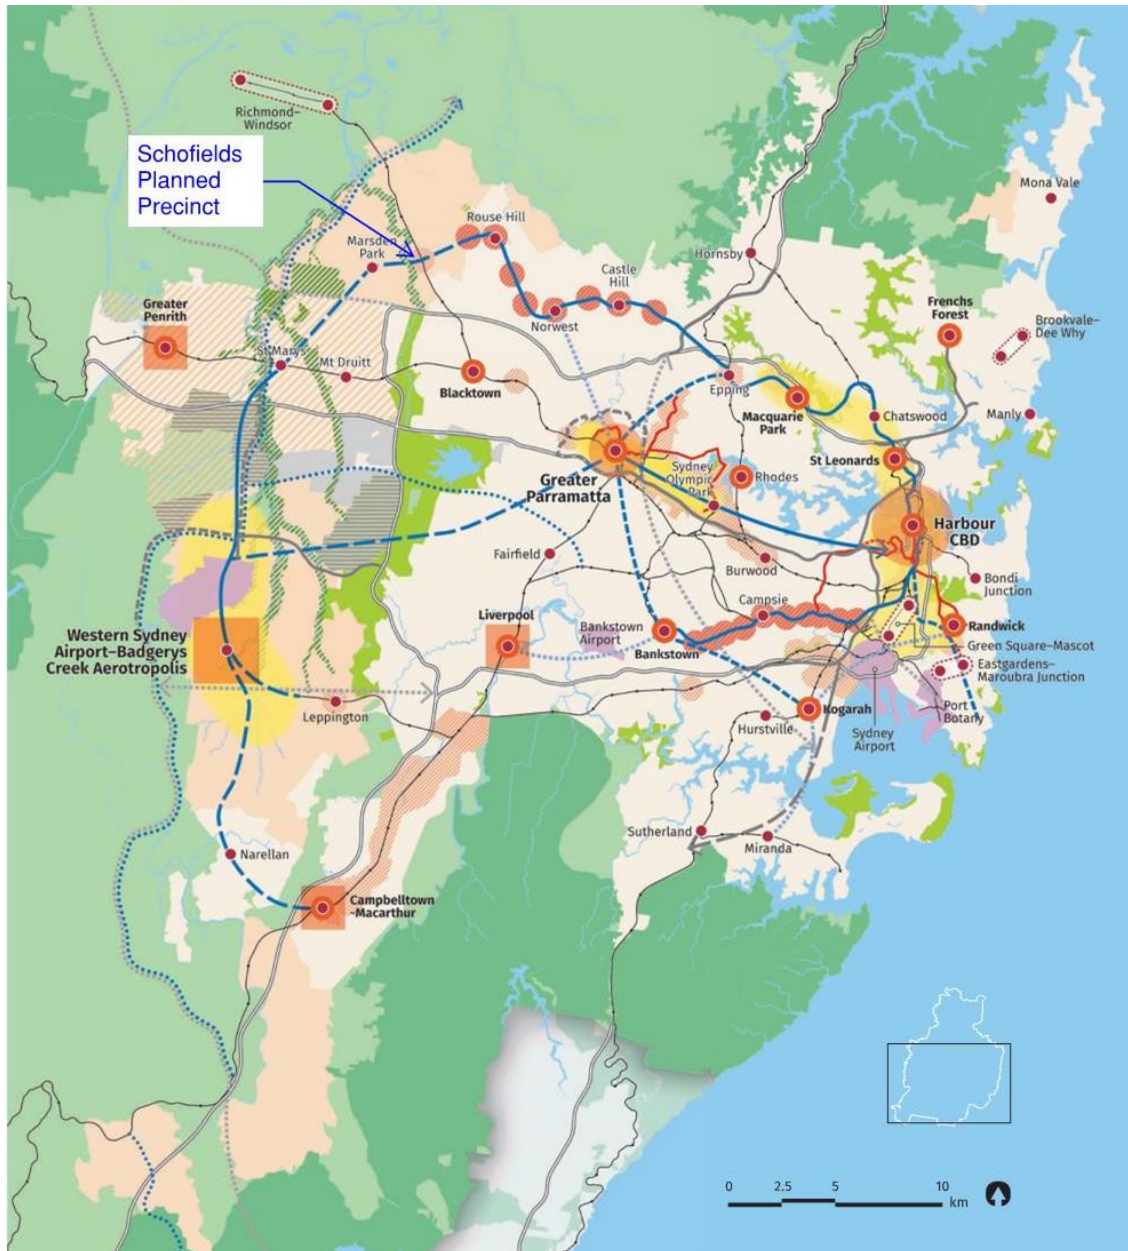 Richmond–
Windsor
Schofields
Planned
Precinct
Mona Vale
Rouse Hill
Marsden
Park
Hornsby
Castle
Hill
Greater
Penrith
Norwest
Frenchs
Forest
Brookvale–
Dee Why
St Marys
Mt Druitt
Blacktown
Epping
Macquarie
Park
Chatswood
Manly
St Leonards
Greater
Parramatta
Sydney
Olympic
Park
Rhodes
Harbour
CBD
Fairfield
Burwood
Bondi
Junction
Liverpool
Campsie
Bankstown
Airport
Bankstown
Randwick
Western Sydney
Airport–Badgerys
Creek Aerotropolis
Green Square–Mascot
Eastgardens–
Maroubra Junction
Leppington
Kogarah
Hurstville
Port
Botany
Sydney
Airport
Sutherland
Miranda
Narellan
Campbelltown
-Macarthur
0 2.5 5 10
km